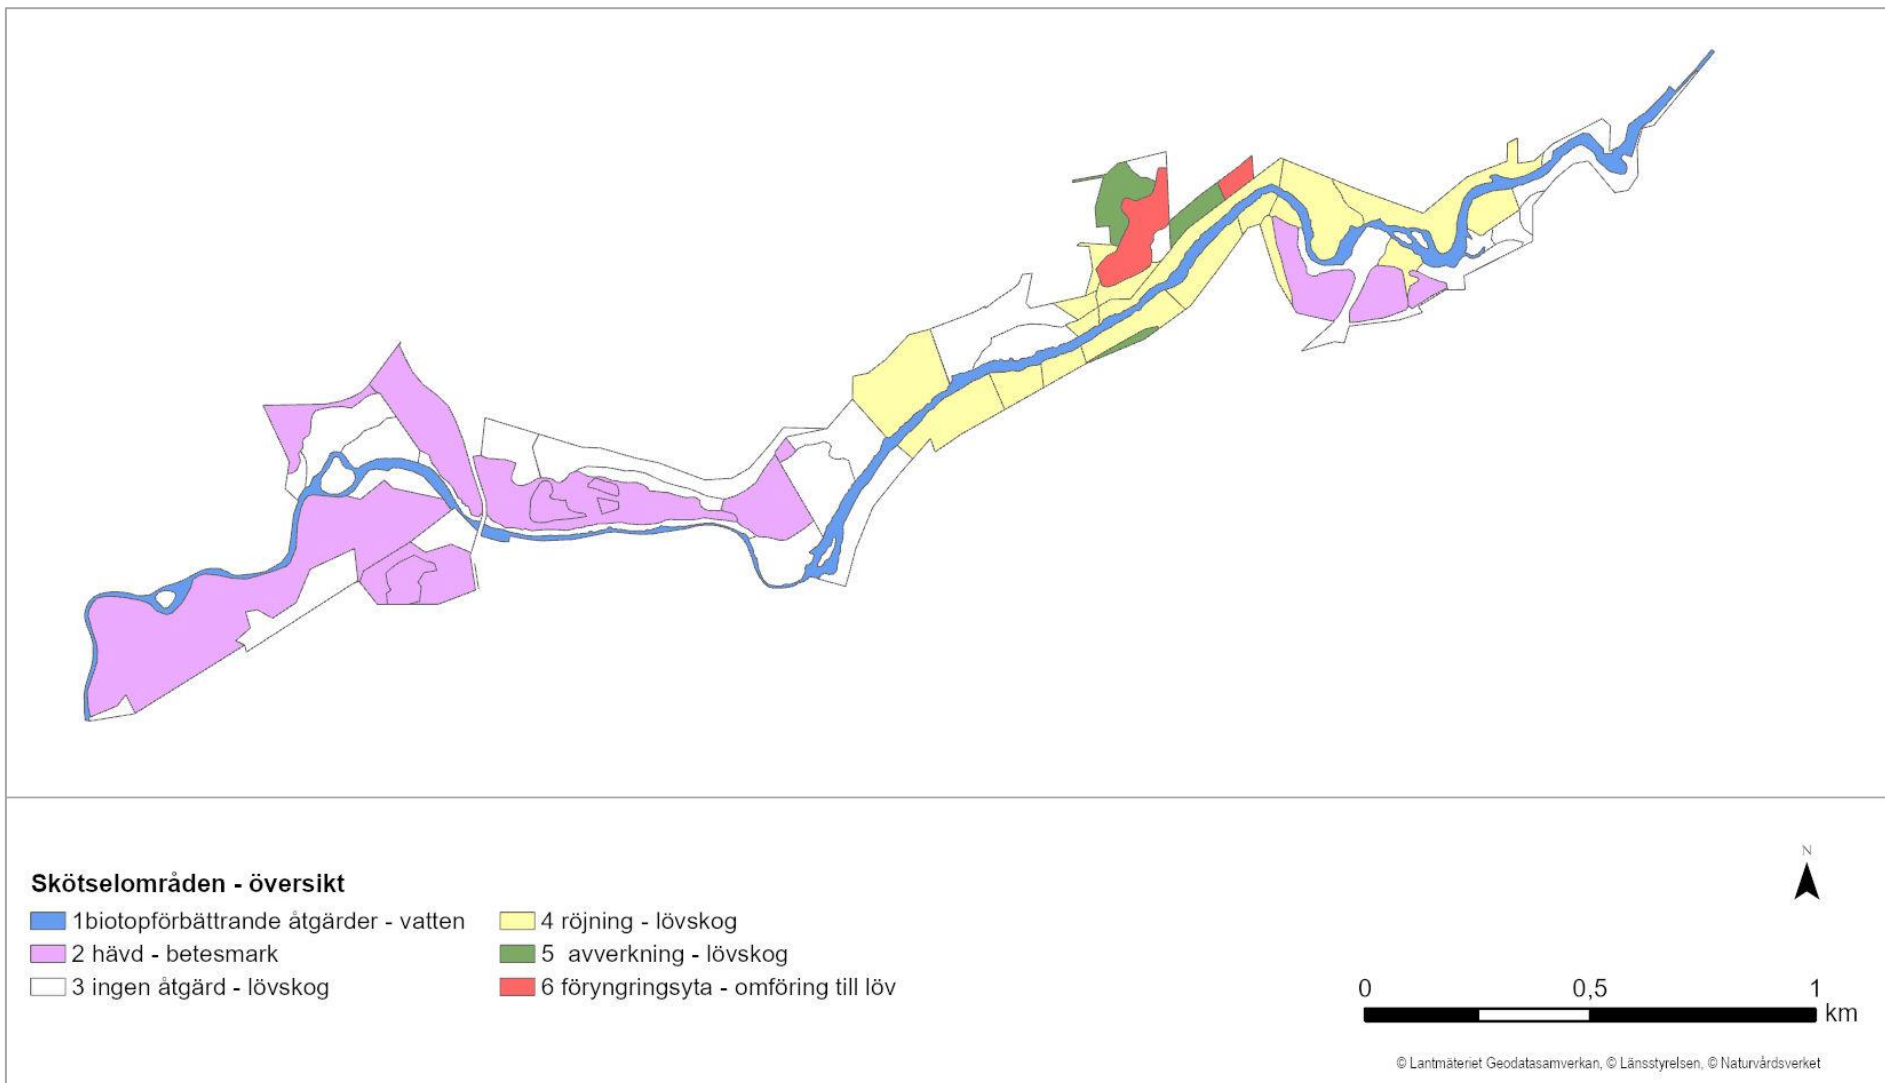 Skötselområden - översikt
1biotopförbättrande åtgärder - vatten
2 hävd - betesmark
3 ingen åtgärd - lövskog
4 röjning - lövskog
5 avverkning - lövskog
6 föryngringsyta - omföring till löv
N
0 0,5 1
km
© Lantmäteriet Geodatasamverkan, © Länsstyrelsen, © Naturvårdsverket